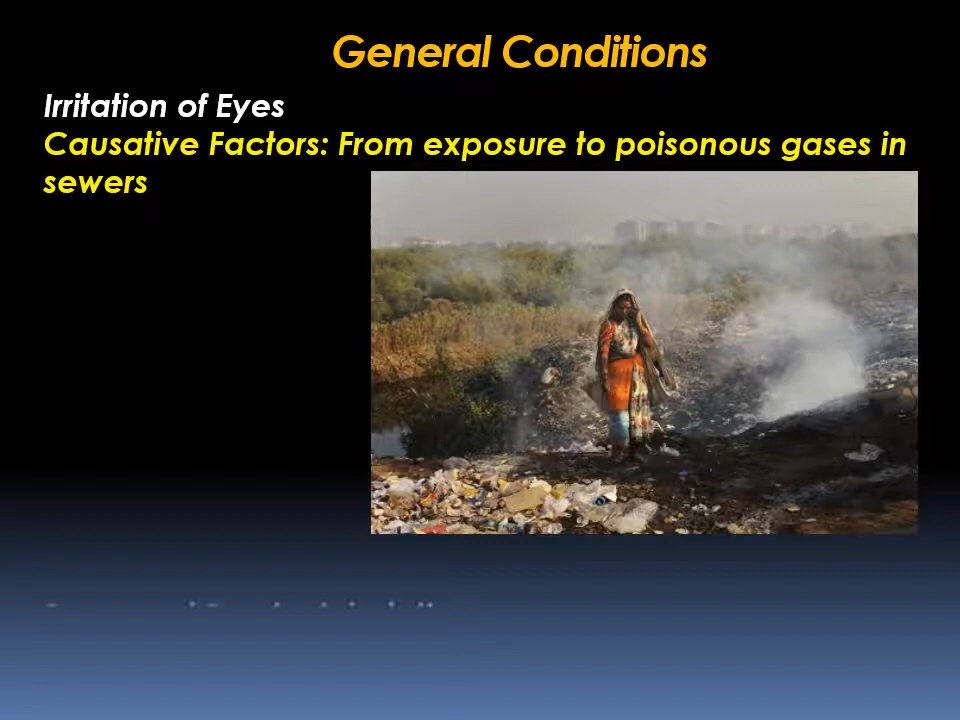 General Conditions
Irritation of Eyes
Causative Factors: From exposure to poisonous gases in
sewers